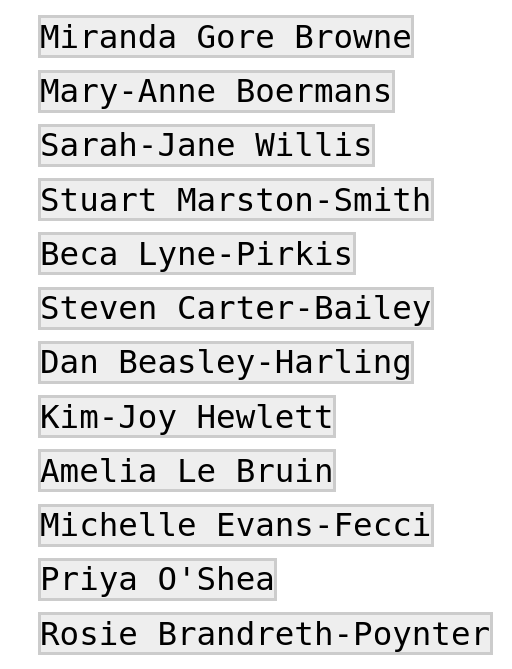 Miranda Gore Browne
Mary-Anne Boermans
Sarah-Jane Willis
Stuart Marston-Smith
Beca Lyne-Pirkis
Steven Carter-Bailey
Dan Beasley-Harling
Kim-Joy Hewlett
Amelia Le Bruin
Michelle Evans-Fecci
Priya O'Shea
Rosie Brandreth-Poynter